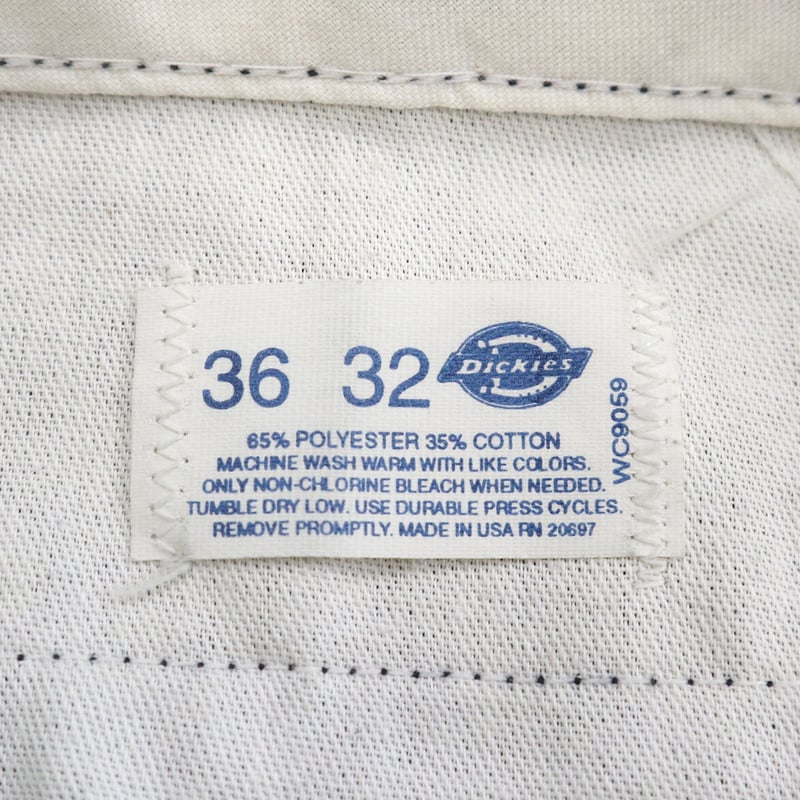 36 32 Dickies
65% POLYESTER 35% COTTON
MACHINE WASH WARM WITH LIKE COLORS.
ONLY NON-CHLORINE BLEACH WHEN NEEDED.
TUMBLE DRY LOW. USE DURABLE PRESS CYCLES.
REMOVE PROMPTLY. MADE IN USA RN 20697
WC9059